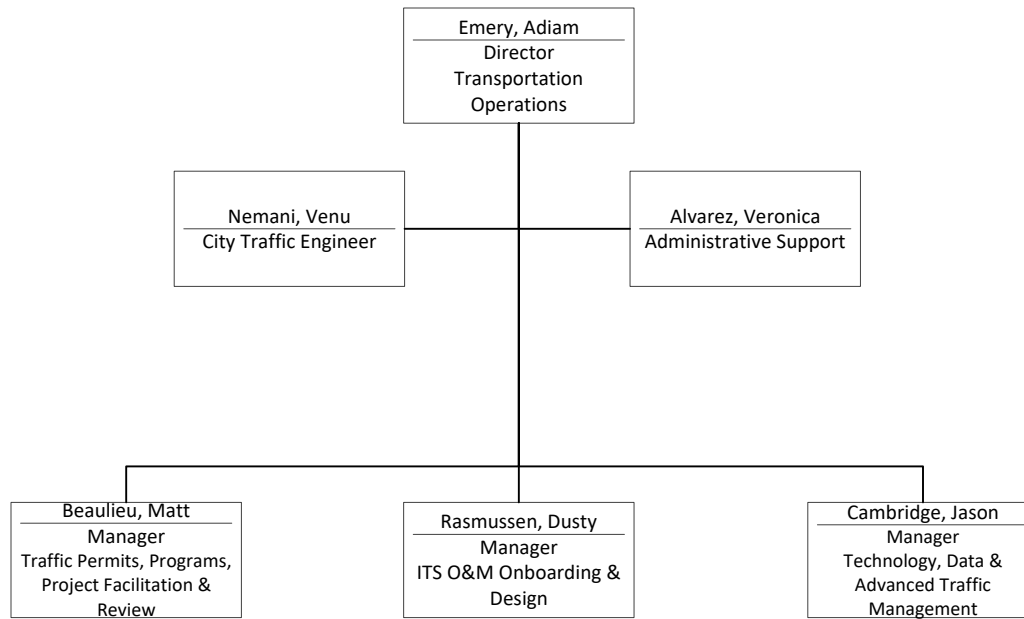 Emery, Adiam
Director
Transportation
Operations
Nemani, Venu
City Traffic Engineer
Alvarez, Veronica
Administrative Support
Beaulieu, Matt
Manager
Traffic Permits, Programs,
Project Facilitation &
Review
Rasmussen, Dusty
Manager
ITS O&M Onboarding &
Design
Cambridge, Jason
Manager
Technology, Data &
Advanced Traffic
Management